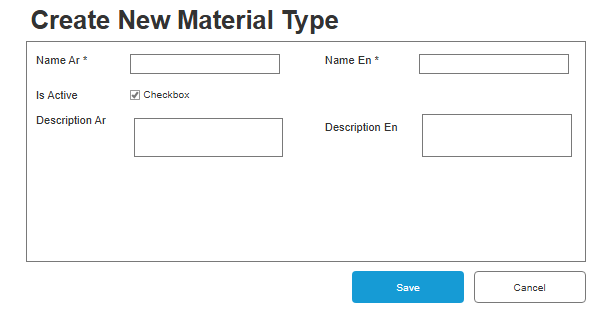 Create New Material Type
Name Ar *
Name En *
Is Active
Checkbox
Description Ar
Description En
Save
Cancel